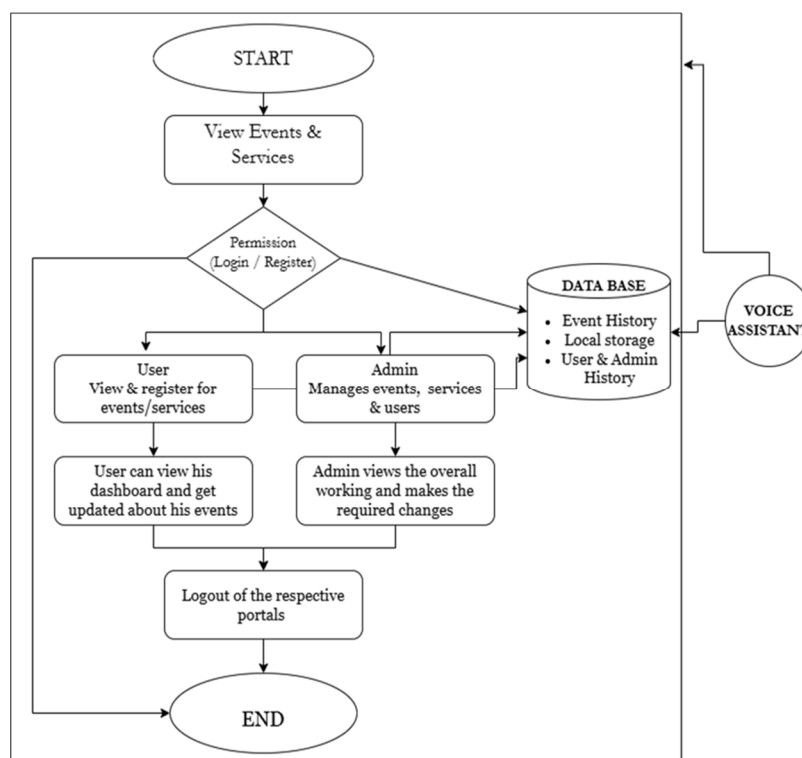 START
View Events &
Services
Permission
(Login / Register)
DATA BASE
• Event History
• Local storage
• User & Admin
History
VOICE
ASSISTANT
User
View & register for
events/services
Admin
Manages events, services
& users
User can view his
dashboard and get
updated about his events
Admin views the overall
working and makes the
required changes
Logout of the respective
portals
END